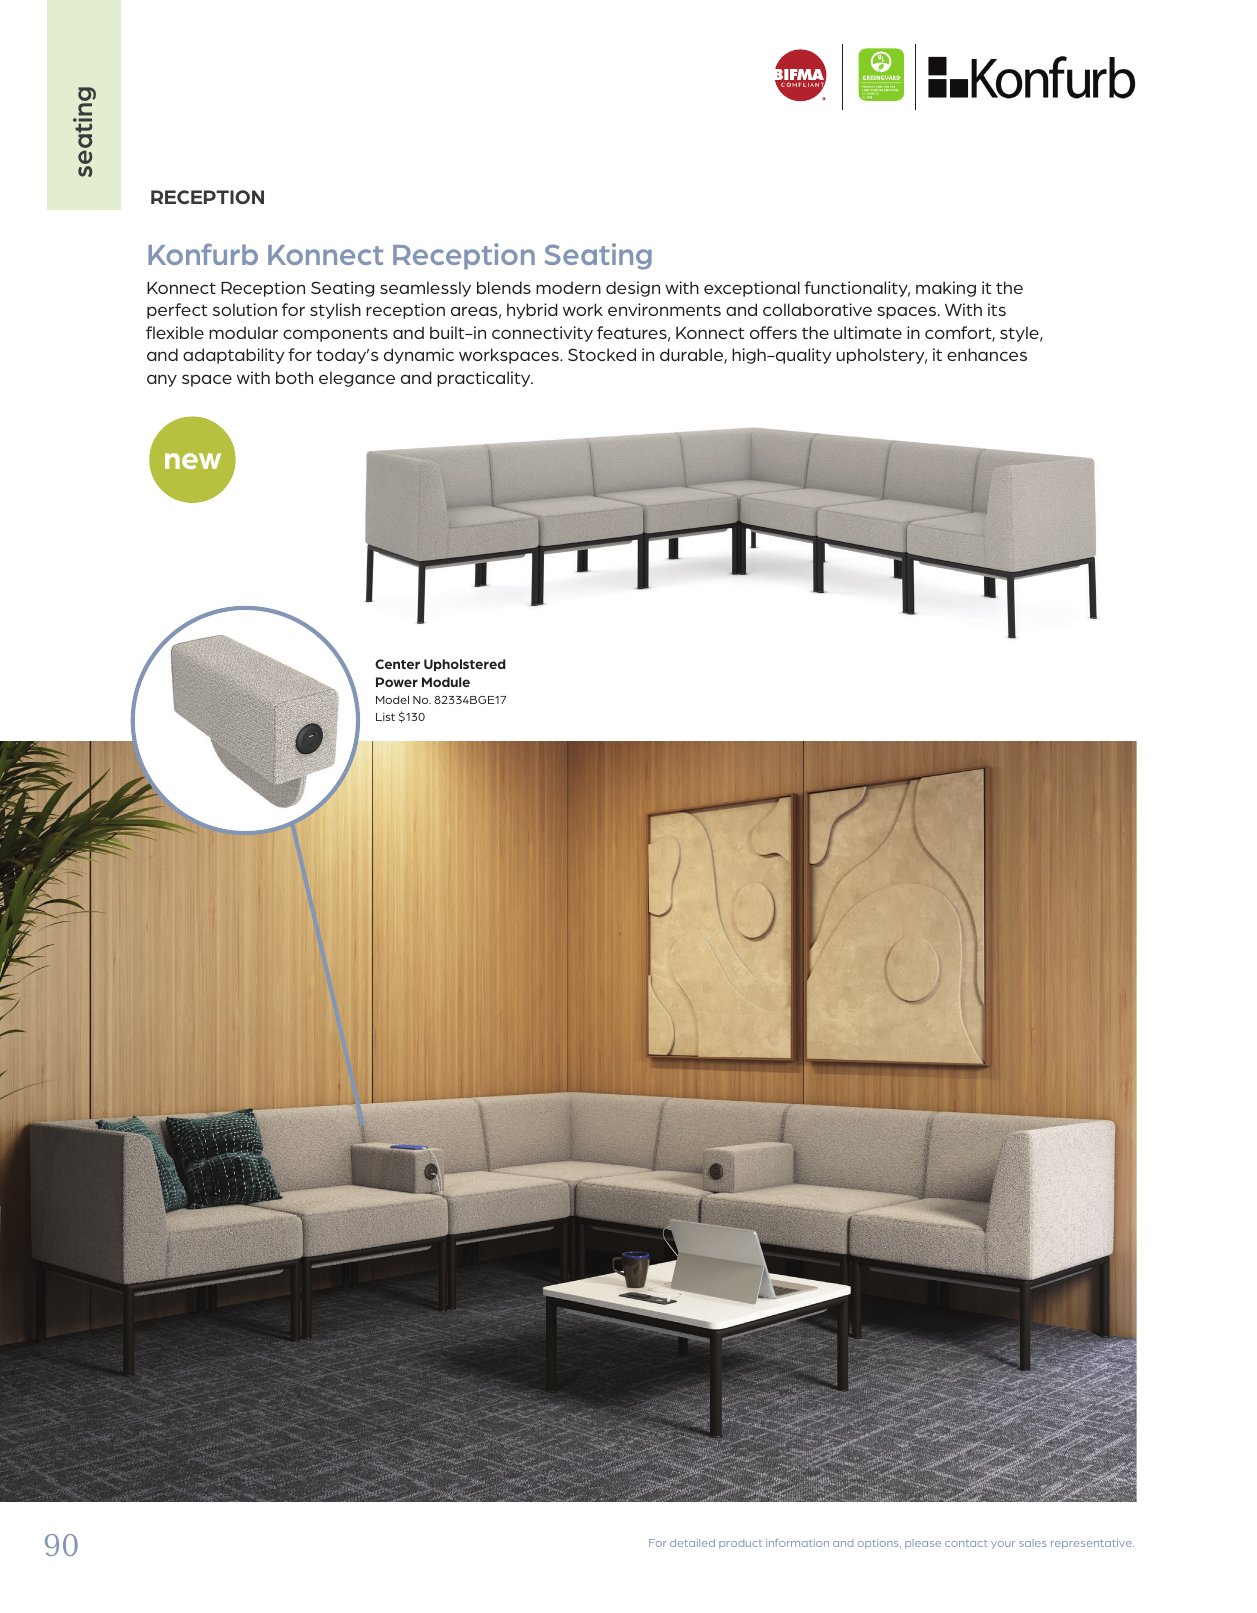 seating
BIFMA
COMPLIANT
GREENGUARD
Konfurb
RECEPTION
Konfurb Konnect Reception Seating
Konnect Reception Seating seamlessly blends modern design with exceptional functionality, making it the
perfect solution for stylish reception areas, hybrid work environments and collaborative spaces. With its
flexible modular components and built-in connectivity features, Konnect offers the ultimate in comfort, style,
and adaptability for today's dynamic workspaces. Stocked in durable, high-quality upholstery, it enhances
any space with both elegance and practicality.
new
Center Upholstered
Power Module
Model No. 82334BGE17
List $130
90
For detailed product information and options, please contact your sales representative.